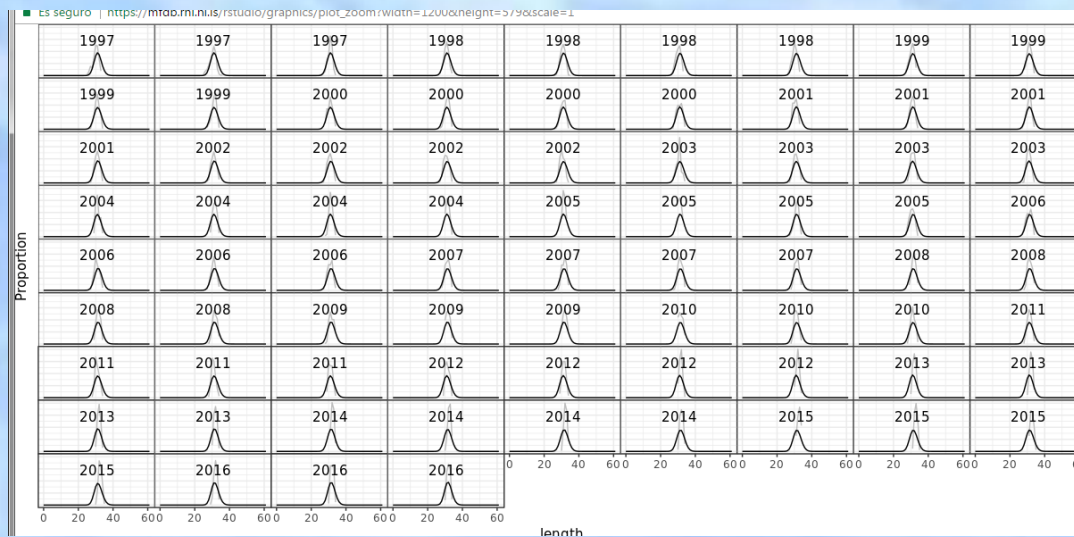 Es seguro | https://mfdb.rhi.hi.is/rstudio/graphics/plot_zoom?width=1200&height=579&scale=1
1997 1997 1997 1998 1998 1998 1998 1999 1999
1999 1999 2000 2000 2000 2000 2001 2001 2001
2001 2002 2002 2002 2002 2003 2003 2003 2003
2004 2004 2004 2004 2005 2005 2005 2005 2006
2006 2006 2006 2007 2007 2007 2007 2008 2008
2008 2008 2009 2009 2009 2010 2010 2010 2011
2011 2011 2011 2012 2012 2012 2012 2013 2013
2013 2013 2014 2014 2014 2014 2015 2015 2015
0 20 40 60 0 20 40 60 0 20 40 60 0 20 40 60 0 20 40
2015 2016 2016 2016
0 20 40 60 0 20 40 60 0 20 40 60 0 20 40 60
Proportion
length